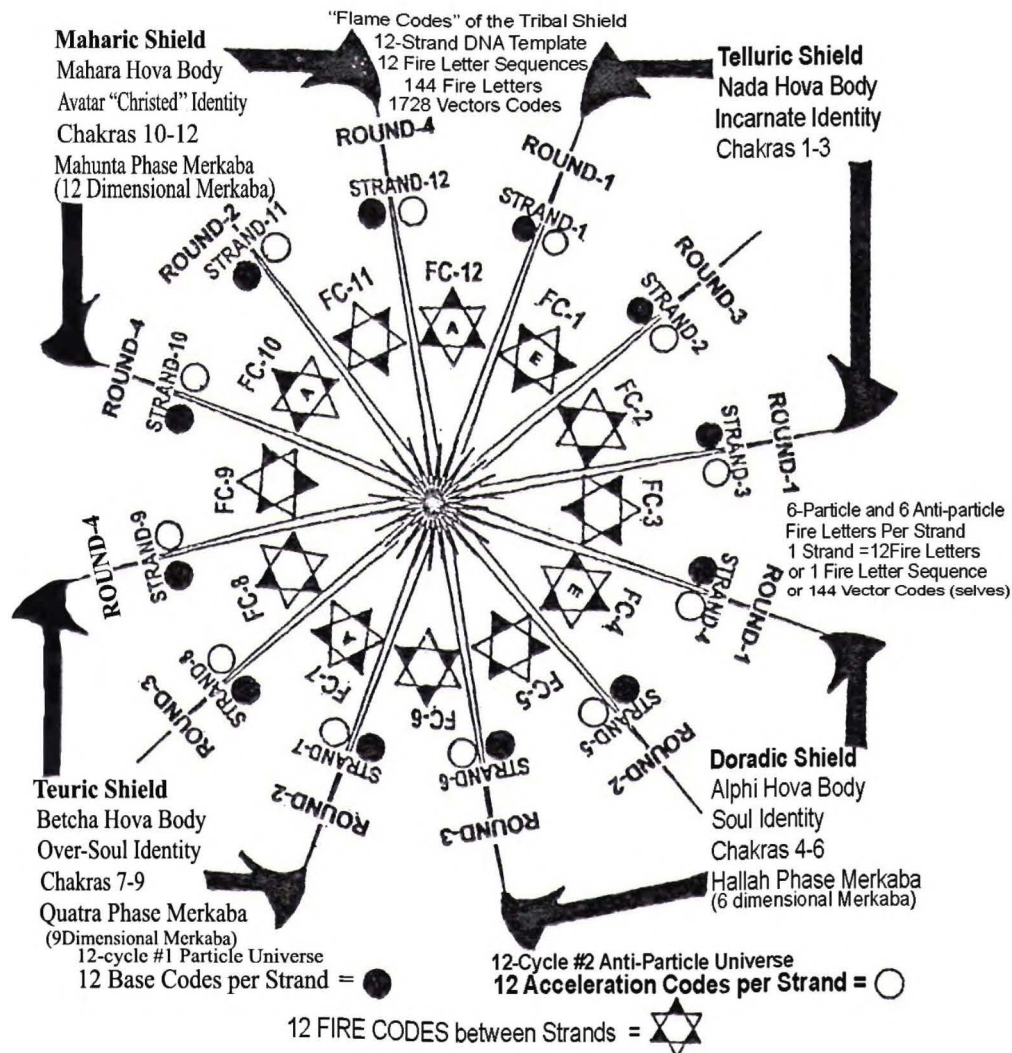 "Flame Codes" of the Tribal Shield
12-Strand DNA Template
12 Fire Letter Sequences
144 Fire Letters
1728 Vectors Codes
Maharic Shield
Mahara Hova Body
Avatar "Christed" Identity
Chakras 10-12
Mahunta Phase Merkaba
(12 Dimensional Merkaba)
Telluric Shield
Nada Hova Body
Incarnate Identity
Chakras 1-3
ROUND-4
STRAND-12
ROUND-1
STRAND-1
ROUND-3
STRAND-2
ROUND-1
STRAND-3
ROUND-1
STRAND-4
ROUND-2
STRAND-5
ROUND-3
STRAND-6
ROUND-2
STRAND-7
ROUND-3
STRAND-8
ROUND-4
STRAND-9
ROUND-4
STRAND-10
ROUND-2
STRAND-11
FC-12
A
FC-1
E
FC-2
FC-3
FC-4
E
FC-5
FC-6
FC-7
Y
FC-8
FC-9
FC-10
A
FC-11
6-Particle and 6 Anti-particle
Fire Letters Per Strand
1 Strand =12Fire Letters
or 1 Fire Letter Sequence
or 144 Vector Codes (selves)
Teuric Shield
Betcha Hova Body
Over-Soul Identity
Chakras 7-9
Quatra Phase Merkaba
(9Dimensional Merkaba)
12-cycle #1 Particle Universe
12 Base Codes per Strand =
Doradic Shield
Alphi Hova Body
Soul Identity
Chakras 4-6
Hallah Phase Merkaba
(6 dimensional Merkaba)
12-Cycle #2 Anti-Particle Universe
12 Acceleration Codes per Strand =
12 FIRE CODES between Strands =